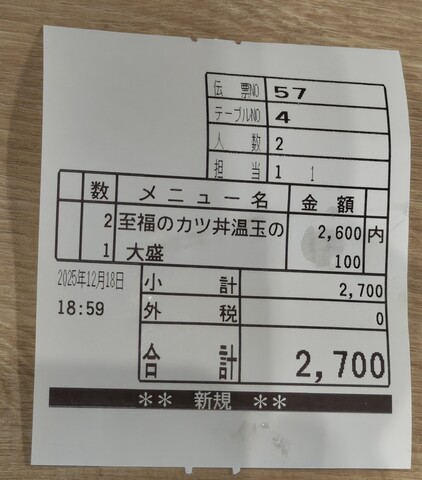 伝票NO 57
テーブルNO 4
人数 2
担当 1 1
数 メニュー名 金額
2 至福のカツ丼温玉の 2,600 内
1 大盛 100
2025年12月18日 小計 2,700
18:59 外税 0
合計 2,700
** 新規 **